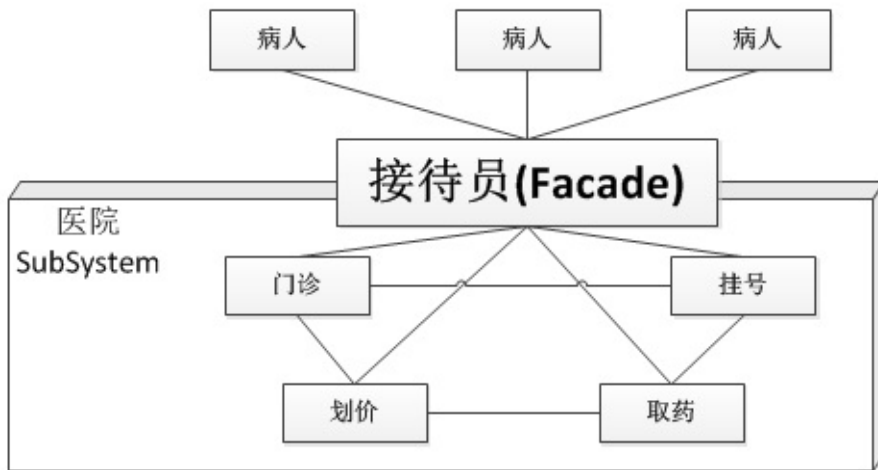 病人
病人
病人
接待员(Facade)
医院
SubSystem
门诊
挂号
划价
取药